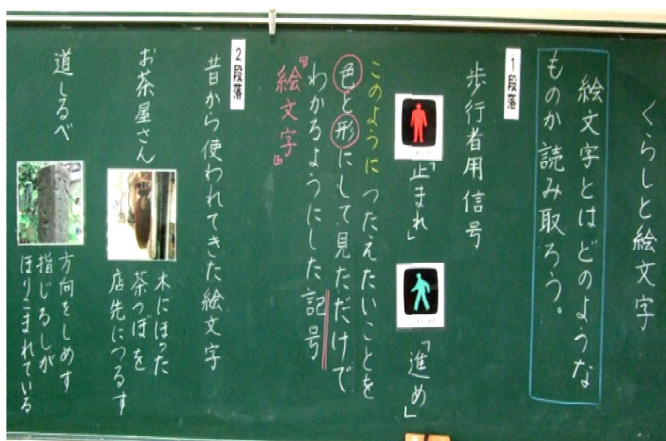 くらしと絵文字
絵文字とはどのような
ものか読み取ろう。
1段落
歩行者用信号
「止まれ」
「進め」
このようにつたえたいことを
色と形にして見ただけで
わかるようにした記号
『絵文字』
2段落
昔から使われてきた絵文字
お茶屋さん
木にほった
茶つぼを
店先につるす
道しるべ
方向をしめす
指じるしが
ほりこまれている